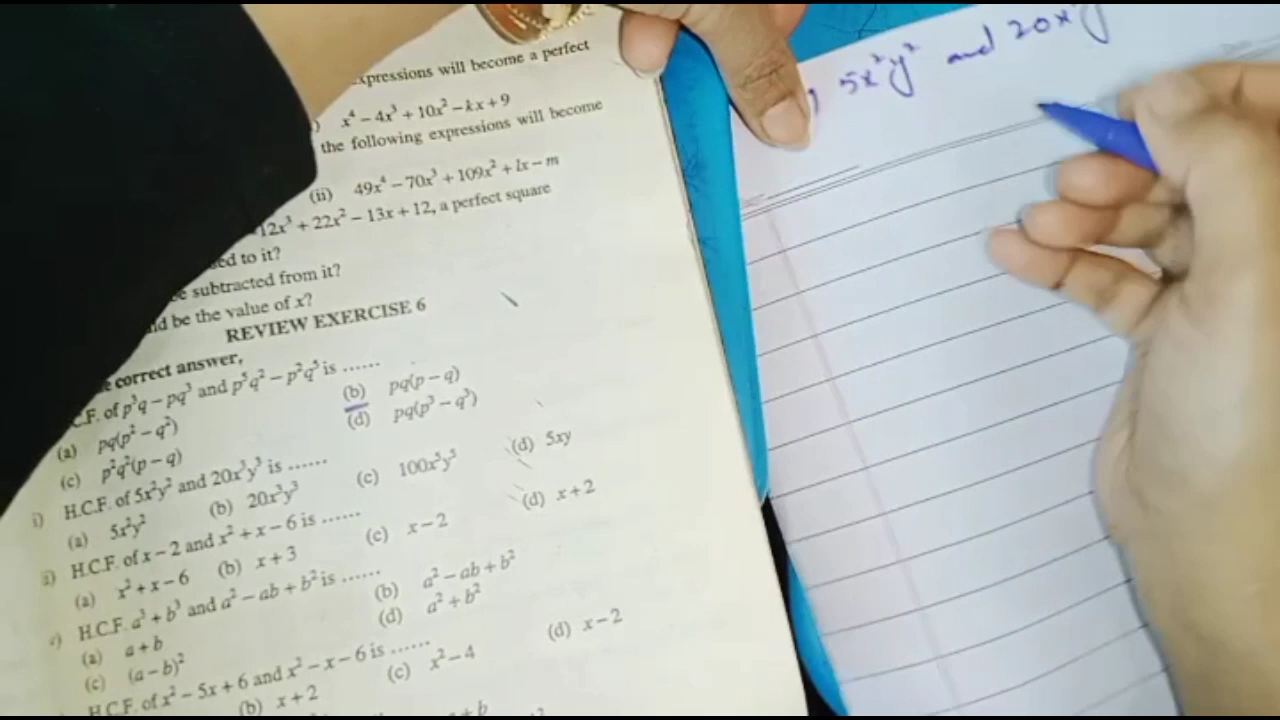 expressions will become a perfect
) x⁴ − 4x³ + 10x² − kx + 9
the following expressions will become
(ii) 49x⁴ − 70x³ + 109x² + lx − m
12x³ + 22x² − 13x + 12, a perfect square
ed to it?
be subtracted from it?
ld be the value of x?
REVIEW EXERCISE 6
e correct answer,
C.F. of p³q − pq³ and p⁵q² − p²q⁵ is ......
(a) pq(p² − q²) (b) pq(p − q)
(c) p²q²(p − q) (d) pq(p³ − q³)
i) H.C.F. of 5x²y² and 20x³y³ is ......
(a) 5x²y² (b) 20x³y³ (c) 100x⁵y⁵ (d) 5xy
ii) H.C.F. of x − 2 and x² + x − 6 is ......
(a) x² + x − 6 (b) x + 3 (c) x − 2 (d) x + 2
H.C.F. a³ + b³ and a² − ab + b² is ......
(a) a + b (b) a² − ab + b²
(c) (a − b)² (d) a² + b²
H.C.F. of x² − 5x + 6 and x² − x − 6 is ......
(b) x + 2 (c) x² − 4 (d) x − 2
) 5x²y² and 20x³y